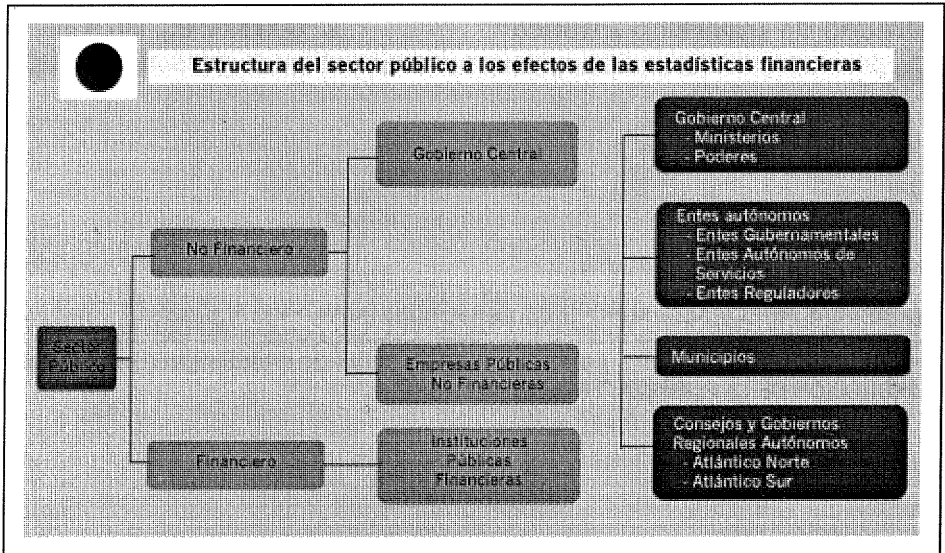 Estructura del sector público a los efectos de las estadísticas financieras
Sector
Público
No Financiero
Financiero
Gobierno Central
Empresas Públicas
No Financieras
Instituciones
Públicas
Financieras
Gobierno Central
- Ministerios
- Poderes
Entes autónomos
- Entes Gubernamentales
- Entes Autónomos de
Servicios
- Entes Reguladores
Municipios
Consejos y Gobiernos
Regionales Autónomos
- Atlántico Norte
- Atlántico Sur